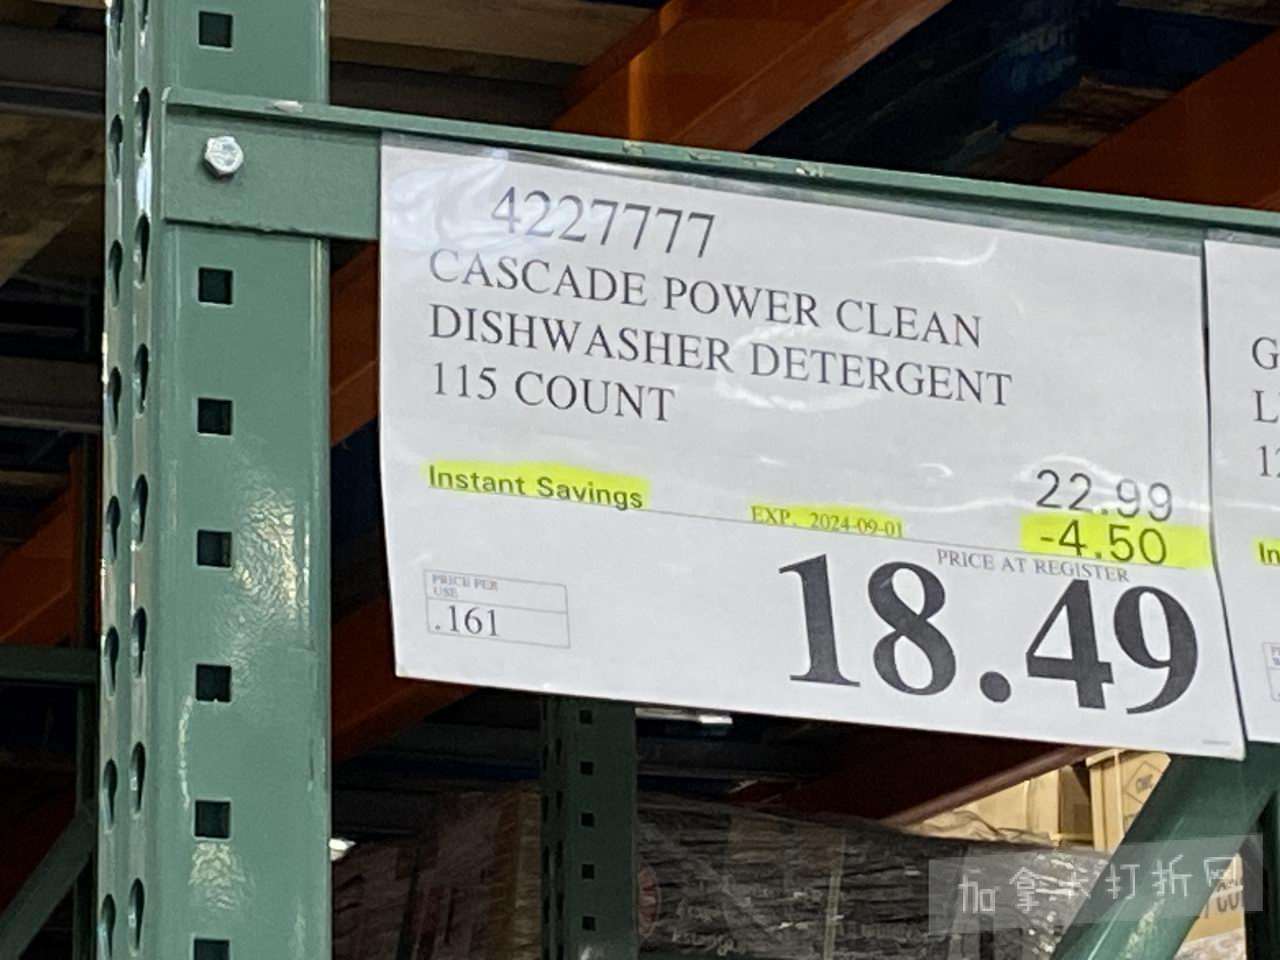 4227777
CASCADE POWER CLEAN
DISHWASHER DETERGENT
115 COUNT
22.99
Instant Savings
EXP. 2024-09-01
-4.50
PRICE AT REGISTER
18.49
PRICE PER
USE
.161
G
L
In
加拿大打折网